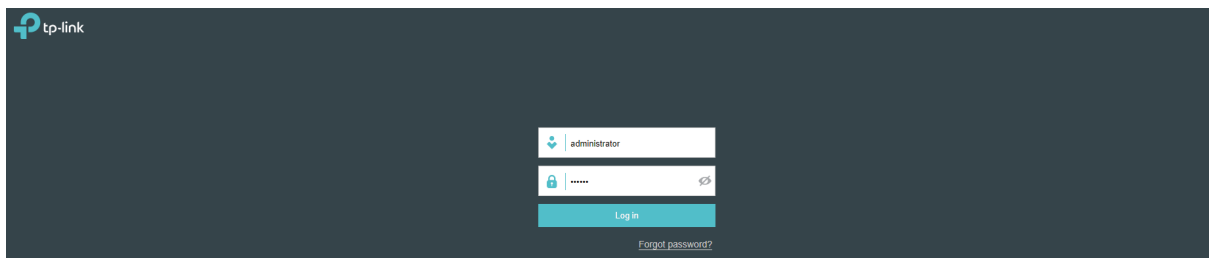 tp-link
administrator
••••••
Log in
Forgot password?